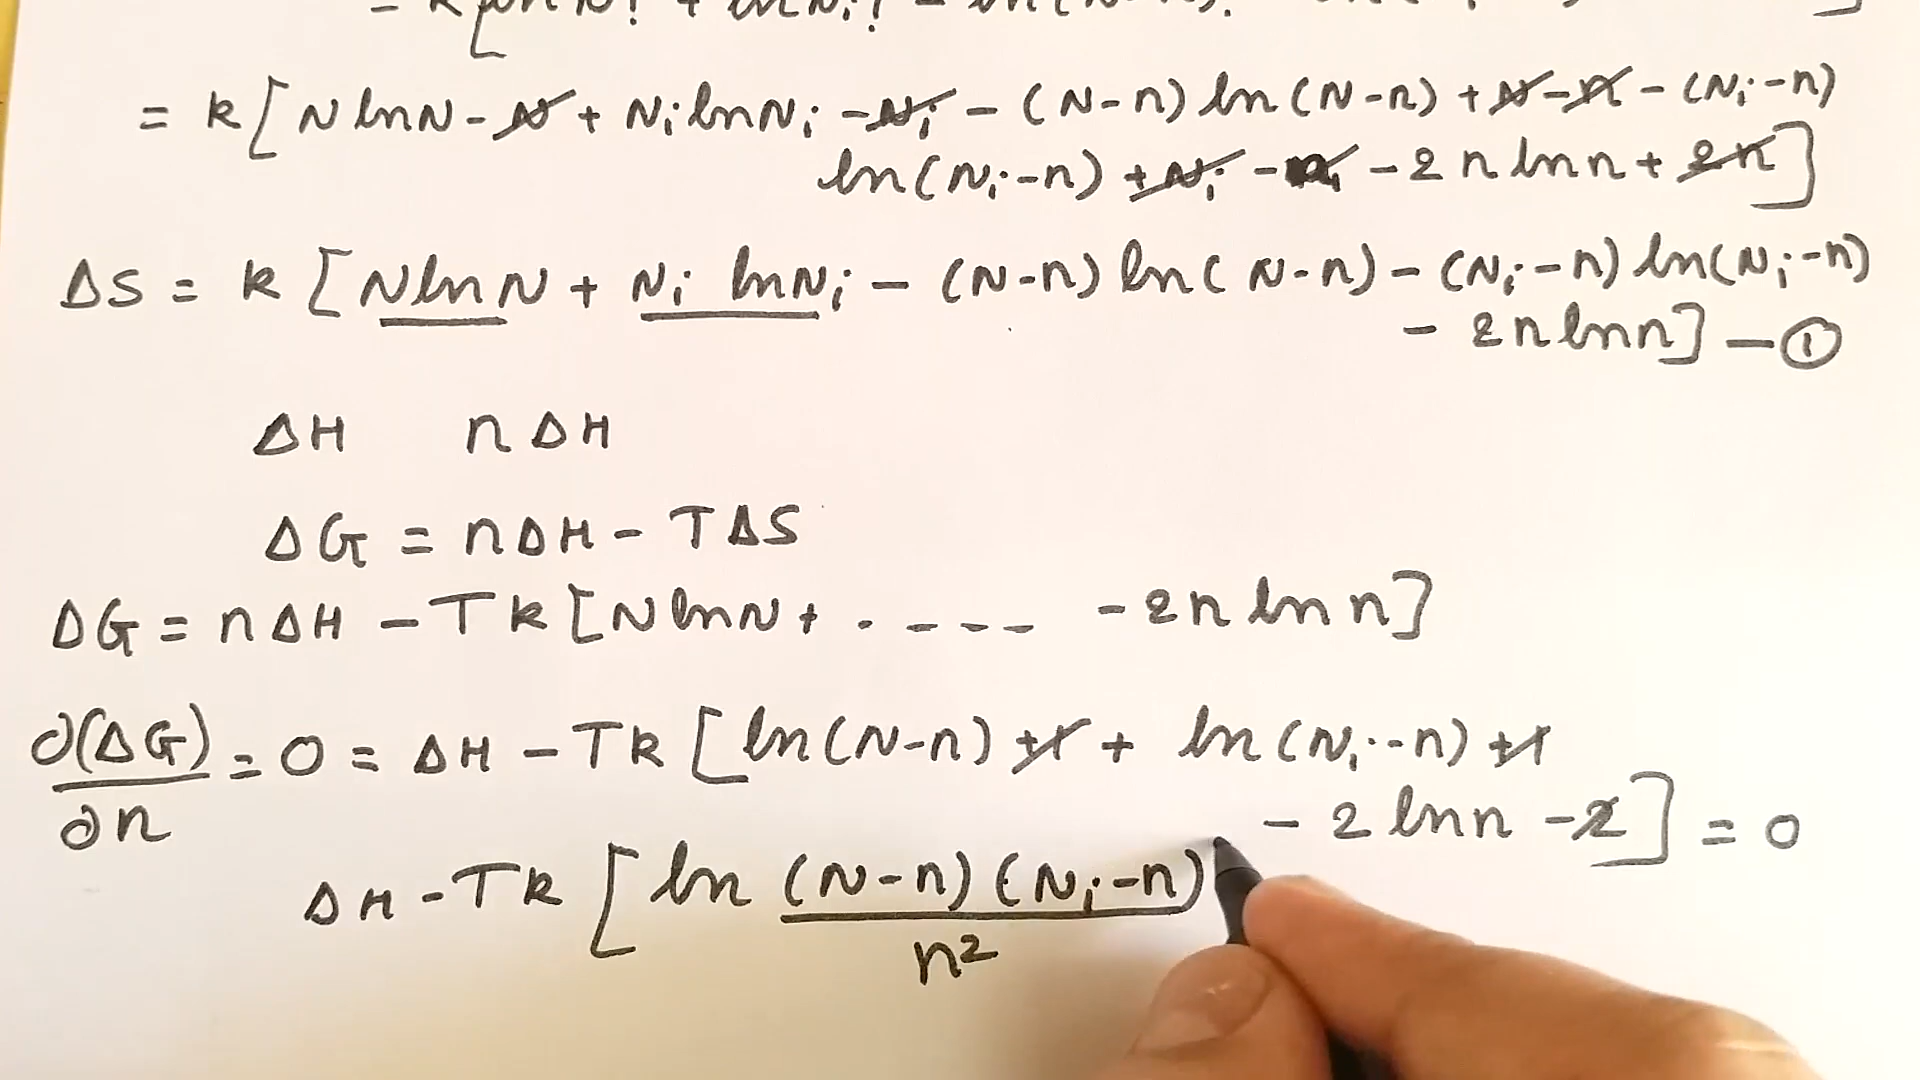 = k[N ln N - N + Nᵢ ln Nᵢ - Nᵢ - (N-n) ln (N-n) + N - n - (Nᵢ-n)
ln (Nᵢ-n) + Nᵢ - n - 2n ln n + 2n]
ΔS = k [N ln N + Nᵢ ln Nᵢ - (N-n) ln (N-n) - (Nᵢ-n) ln (Nᵢ-n)
- 2n ln n] — ①
ΔH nΔH
ΔG = nΔH - TΔS
ΔG = nΔH - Tk [N ln N + . - - - - 2n ln n]
∂(ΔG)/∂n = 0 = ΔH - Tk [ln (N-n) + 1 + ln (Nᵢ-n) + 1
- 2 ln n - 2] = 0
ΔH - Tk [ln (N-n) (Nᵢ-n)/n²